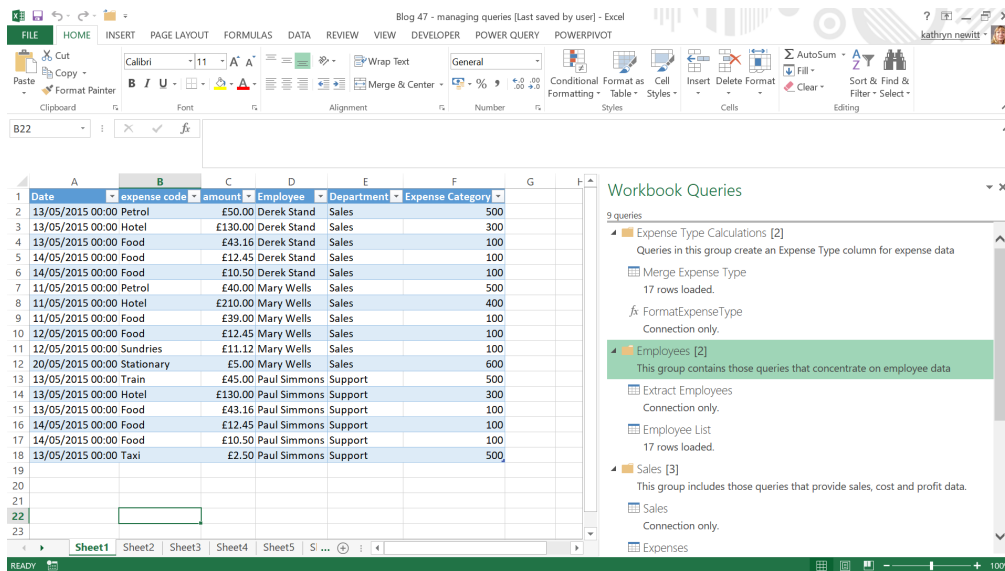 Blog 47 - managing queries [Last saved by user] - Excel
FILE HOME INSERT PAGE LAYOUT FORMULAS DATA REVIEW VIEW DEVELOPER POWER QUERY POWERPIVOT kathryn newitt
Paste
Cut
Copy
Format Painter
Clipboard
Calibri 11
B I U
Font
Wrap Text
Merge & Center
Alignment
General
Number
Conditional Formatting
Format as Table
Cell Styles
Styles
Insert Delete Format
Cells
AutoSum
Fill
Clear
Sort & Filter
Find & Select
Editing
B22 fx
A B C D E F G H
1 Date expense code amount Employee Department Expense Category
2 13/05/2015 00:00 Petrol £50.00 Derek Stand Sales 500
3 13/05/2015 00:00 Hotel £130.00 Derek Stand Sales 300
4 13/05/2015 00:00 Food £43.16 Derek Stand Sales 100
5 14/05/2015 00:00 Food £12.45 Derek Stand Sales 100
6 14/05/2015 00:00 Food £10.50 Derek Stand Sales 100
7 11/05/2015 00:00 Petrol £40.00 Mary Wells Sales 500
8 11/05/2015 00:00 Hotel £210.00 Mary Wells Sales 400
9 11/05/2015 00:00 Food £39.00 Mary Wells Sales 100
10 12/05/2015 00:00 Food £12.45 Mary Wells Sales 100
11 12/05/2015 00:00 Sundries £11.12 Mary Wells Sales 100
12 20/05/2015 00:00 Stationary £5.00 Mary Wells Sales 600
13 13/05/2015 00:00 Train £45.00 Paul Simmons Support 500
14 13/05/2015 00:00 Hotel £130.00 Paul Simmons Support 300
15 13/05/2015 00:00 Food £43.16 Paul Simmons Support 100
16 14/05/2015 00:00 Food £12.45 Paul Simmons Support 100
17 14/05/2015 00:00 Food £10.50 Paul Simmons Support 100
18 13/05/2015 00:00 Taxi £2.50 Paul Simmons Support 500
19
20
21
22
23
Sheet1 Sheet2 Sheet3 Sheet4 Sheet5 Sl ...
Workbook Queries
9 queries
Expense Type Calculations [2]
Queries in this group create an Expense Type column for expense data
Merge Expense Type
17 rows loaded.
fx FormatExpenseType
Connection only.
Employees [2]
This group contains those queries that concentrate on employee data
Extract Employees
Connection only.
Employee List
17 rows loaded.
Sales [3]
This group includes those queries that provide sales, cost and profit data.
Sales
Connection only.
Expenses
READY 100